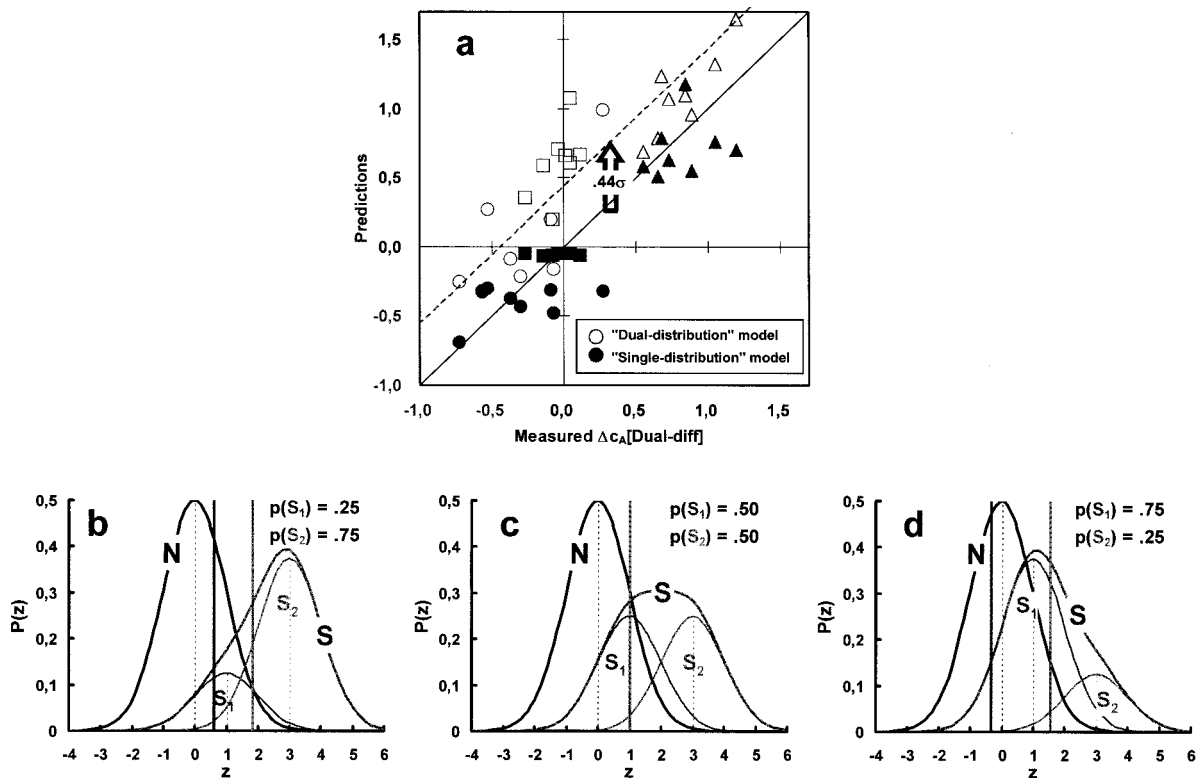 a
1,5
1,0
0,5
0,0
-0,5
-1,0
Predictions
.44σ
"Dual-distribution" model
"Single-distribution" model
-1,0 -0,5 0,0 0,5 1,0 1,5
Measured ΔcA[Dual-diff]
b
p(S1) = .25
p(S2) = .75
N
S1
S2
S
0,5
0,4
0,3
0,2
0,1
0
P(z)
-4 -3 -2 -1 0 1 2 3 4 5 6
z
c
p(S1) = .50
p(S2) = .50
N
S
S1
S2
0,5
0,4
0,3
0,2
0,1
0
P(z)
-4 -3 -2 -1 0 1 2 3 4 5 6
z
d
p(S1) = .75
p(S2) = .25
N
S1
S
S2
0,5
0,4
0,3
0,2
0,1
0
P(z)
-4 -3 -2 -1 0 1 2 3 4 5 6
z